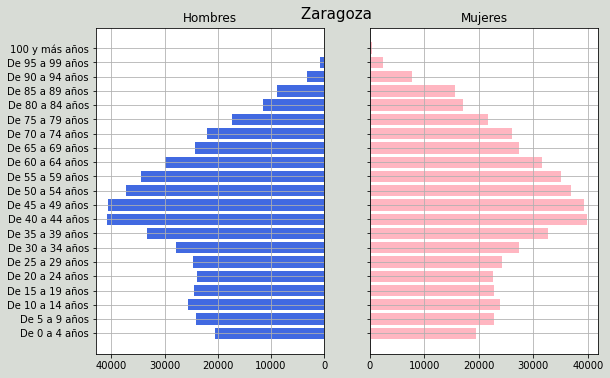 Zaragoza
Hombres Mujeres
100 y más años
De 95 a 99 años
De 90 a 94 años
De 85 a 89 años
De 80 a 84 años
De 75 a 79 años
De 70 a 74 años
De 65 a 69 años
De 60 a 64 años
De 55 a 59 años
De 50 a 54 años
De 45 a 49 años
De 40 a 44 años
De 35 a 39 años
De 30 a 34 años
De 25 a 29 años
De 20 a 24 años
De 15 a 19 años
De 10 a 14 años
De 5 a 9 años
De 0 a 4 años
40000 30000 20000 10000 0 0 10000 20000 30000 40000